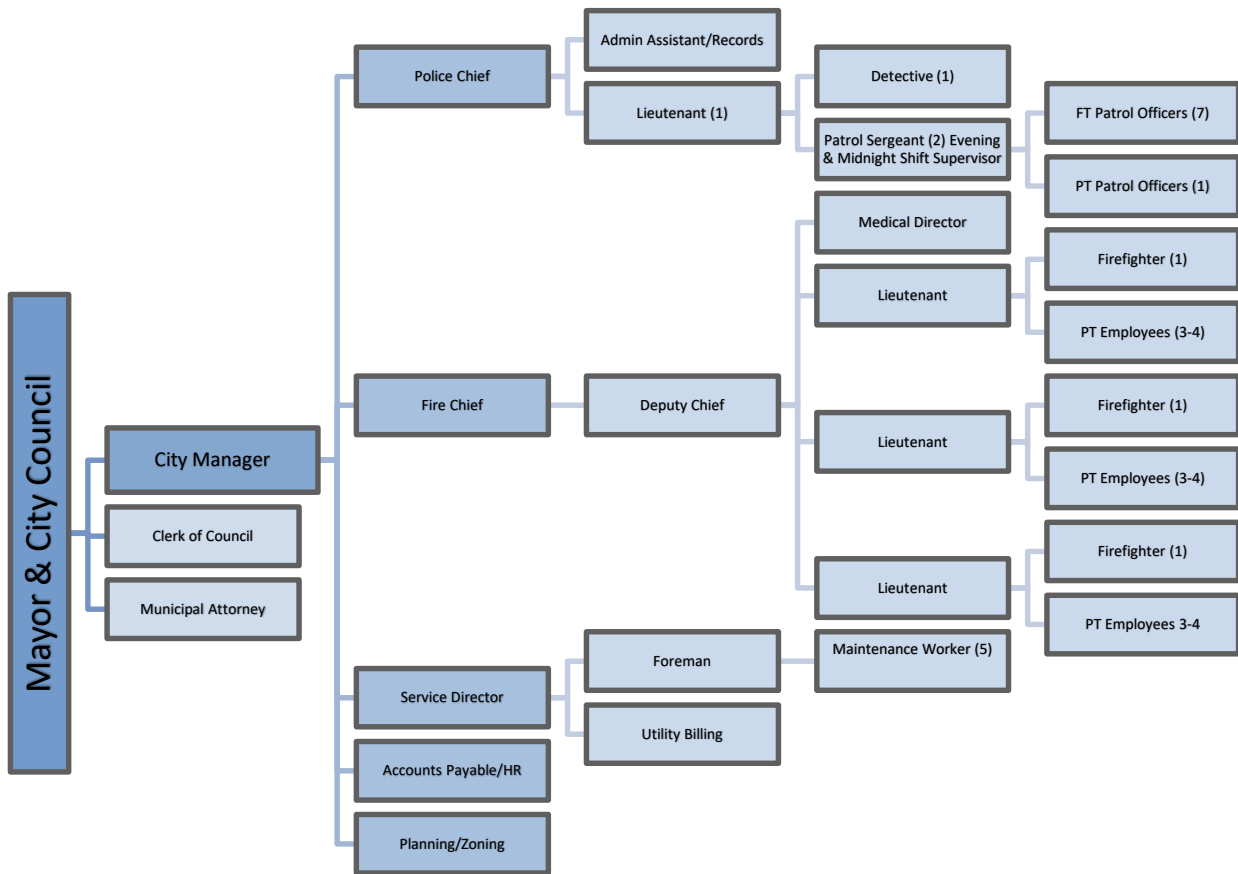 Mayor & City Council
City Manager
Clerk of Council
Municipal Attorney
Police Chief
Admin Assistant/Records
Lieutenant (1)
Detective (1)
Patrol Sergeant (2) Evening
& Midnight Shift Supervisor
FT Patrol Officers (7)
PT Patrol Officers (1)
Fire Chief
Deputy Chief
Medical Director
Lieutenant
Firefighter (1)
PT Employees (3-4)
Lieutenant
Firefighter (1)
PT Employees (3-4)
Lieutenant
Firefighter (1)
PT Employees 3-4
Service Director
Foreman
Maintenance Worker (5)
Utility Billing
Accounts Payable/HR
Planning/Zoning